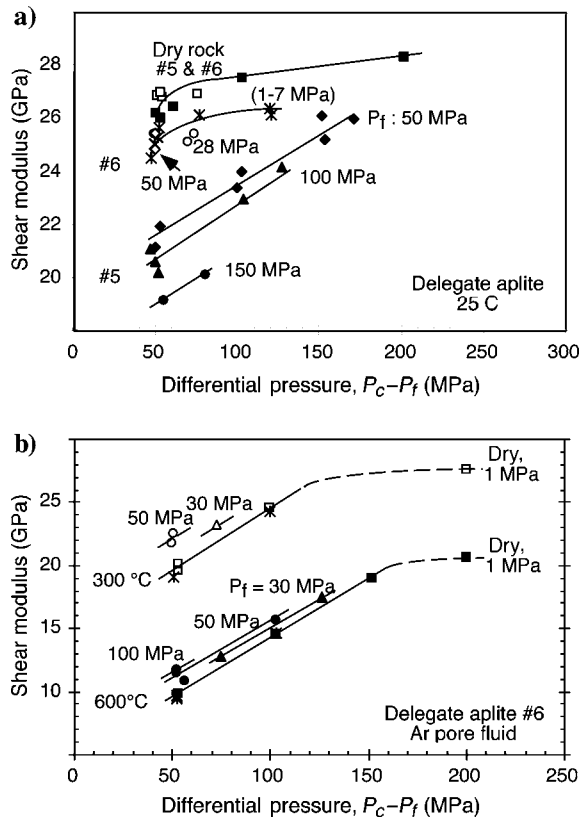 a)
Shear modulus (GPa)
28
26
24
22
20
Dry rock
#5 & #6
(1-7 MPa)
P_f : 50 MPa
28 MPa
#6
50 MPa
100 MPa
#5
150 MPa
Delegate aplite
25 C
0 50 100 150 200 250 300
Differential pressure, P_c–P_f (MPa)
b)
Shear modulus (GPa)
25
20
15
10
Dry,
1 MPa
30 MPa
50 MPa
300 °C
Dry,
1 MPa
P_f = 30 MPa
50 MPa
100 MPa
600°C
Delegate aplite #6
Ar pore fluid
0 50 100 150 200 250
Differential pressure, P_c–P_f (MPa)